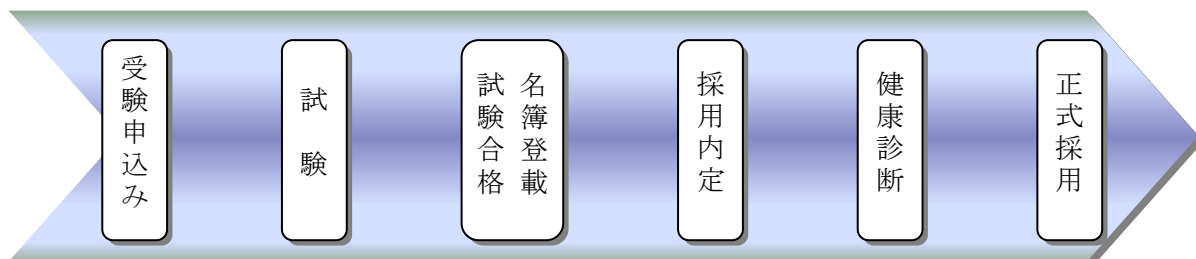 受験申込み
試験
試験合格
名簿登載
採用内定
健康診断
正式採用